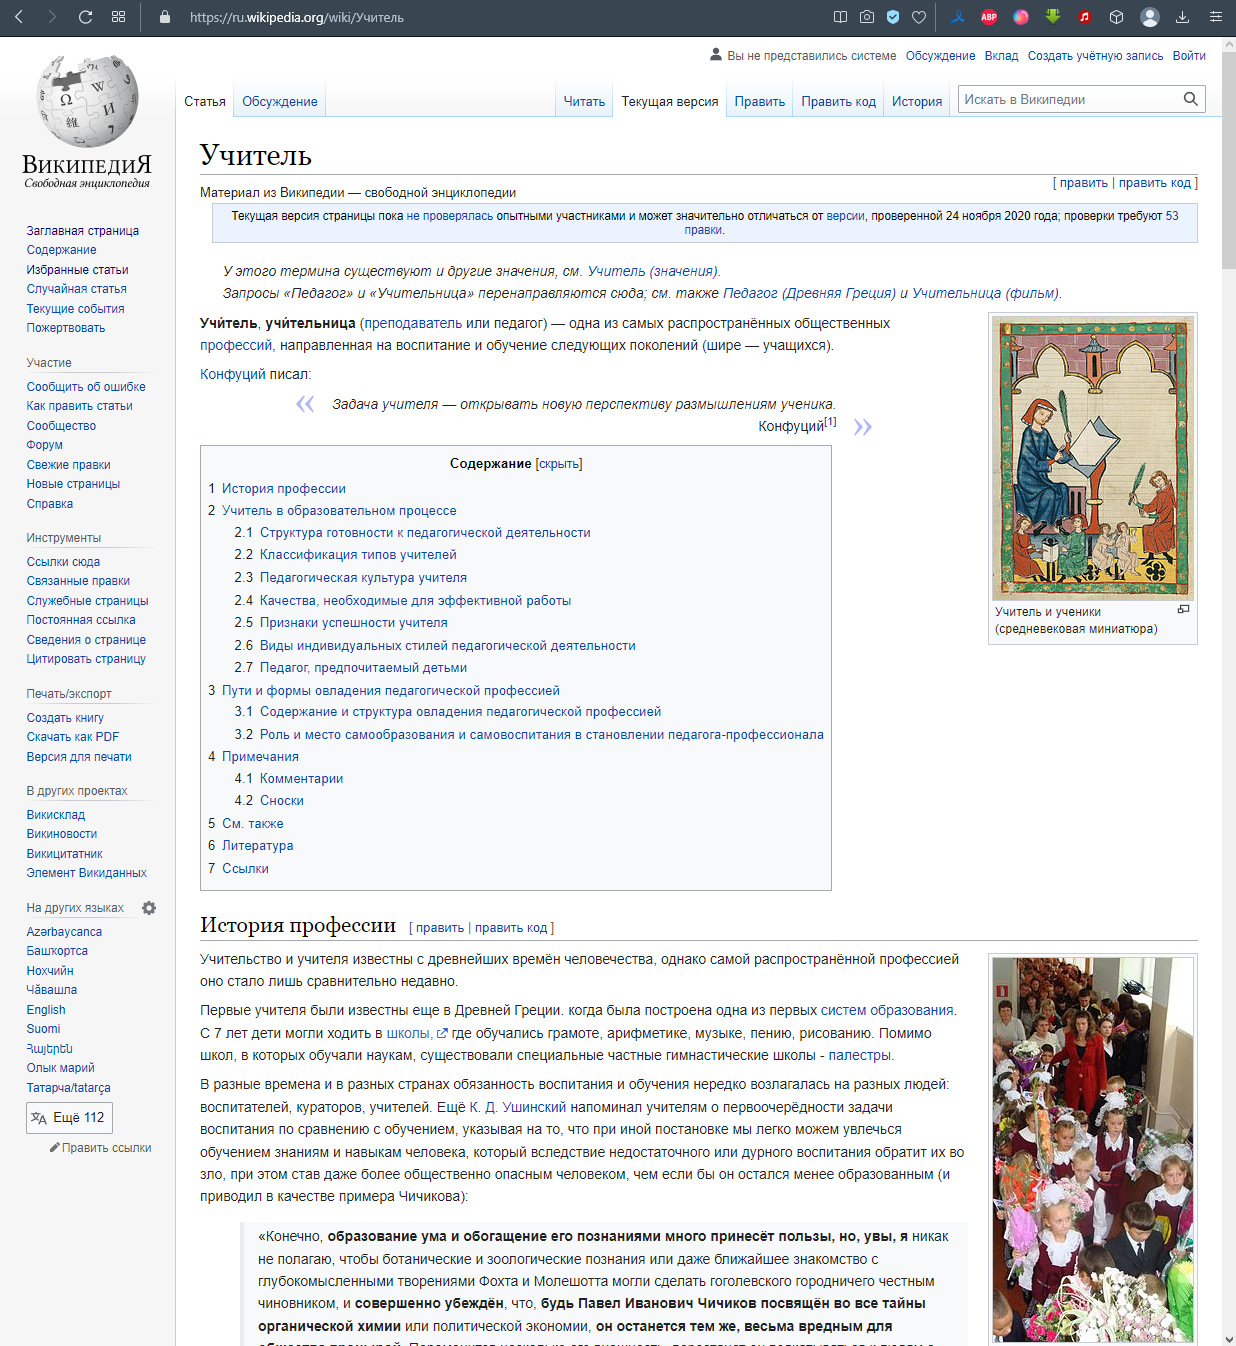 https://ru.wikipedia.org/wiki/Учитель
ABP
Вы не представились системе Обсуждение Вклад Создать учётную запись Войти
Статья Обсуждение Читать Текущая версия Править Править код История Искать в Википедии
Ω W И
ВикипедиЯ
Свободная энциклопедия
Заглавная страница
Содержание
Избранные статьи
Случайная статья
Текущие события
Пожертвовать
Участие
Сообщить об ошибке
Как править статьи
Сообщество
Форум
Свежие правки
Новые страницы
Справка
Инструменты
Ссылки сюда
Связанные правки
Служебные страницы
Постоянная ссылка
Сведения о странице
Цитировать страницу
Печать/экспорт
Создать книгу
Скачать как PDF
Версия для печати
В других проектах
Викисклад
Викиновости
Викицитатник
Элемент Викиданных
На других языках
Azərbaycanca
Башҡортса
Нохчийн
Чӑвашла
English
Suomi
Հայերեն
Олык марий
Татарча/tatarça
Ещё 112
Править ссылки
Учитель
[ править | править код ]
Материал из Википедии — свободной энциклопедии
Текущая версия страницы пока не проверялась опытными участниками и может значительно отличаться от версии, проверенной 24 ноября 2020 года; проверки требуют 53
правки.
У этого термина существуют и другие значения, см. Учитель (значения).
Запросы «Педагог» и «Учительница» перенаправляются сюда; см. также Педагог (Древняя Греция) и Учительница (фильм).
Учи́тель, учи́тельница (преподаватель или педагог) — одна из самых распространённых общественных
профессий, направленная на воспитание и обучение следующих поколений (шире — учащихся).
Конфуций писал:
« Задача учителя — открывать новую перспективу размышлениям ученика.
Конфуций[1] »
Учитель и ученики
(средневековая миниатюра)
Содержание [скрыть]
1 История профессии
2 Учитель в образовательном процессе
2.1 Структура готовности к педагогической деятельности
2.2 Классификация типов учителей
2.3 Педагогическая культура учителя
2.4 Качества, необходимые для эффективной работы
2.5 Признаки успешности учителя
2.6 Виды индивидуальных стилей педагогической деятельности
2.7 Педагог, предпочитаемый детьми
3 Пути и формы овладения педагогической профессией
3.1 Содержание и структура овладения педагогической профессией
3.2 Роль и место самообразования и самовоспитания в становлении педагога-профессионала
4 Примечания
4.1 Комментарии
4.2 Сноски
5 См. также
6 Литература
7 Ссылки
История профессии [ править | править код ]
Учительство и учителя известны с древнейших времён человечества, однако самой распространённой профессией
оно стало лишь сравнительно недавно.
Первые учителя были известны еще в Древней Греции. когда была построена одна из первых систем образования.
С 7 лет дети могли ходить в школы, где обучались грамоте, арифметике, музыке, пению, рисованию. Помимо
школ, в которых обучали наукам, существовали специальные частные гимнастические школы - палестры.
В разные времена и в разных странах обязанность воспитания и обучения нередко возлагалась на разных людей:
воспитателей, кураторов, учителей. Ещё К. Д. Ушинский напоминал учителям о первоочерёдности задачи
воспитания по сравнению с обучением, указывая на то, что при иной постановке мы легко можем увлечься
обучением знаниям и навыкам человека, который вследствие недостаточного или дурного воспитания обратит их во
зло, при этом став даже более общественно опасным человеком, чем если бы он остался менее образованным (и
приводил в качестве примера Чичикова):
«Конечно, образование ума и обогащение его познаниями много принесёт пользы, но, увы, я никак
не полагаю, чтобы ботанические и зоологические познания или даже ближайшее знакомство с
глубокомысленными творениями Фохта и Молешотта могли сделать гоголевского городничего честным
чиновником, и совершенно убеждён, что, будь Павел Иванович Чичиков посвящён во все тайны
органической химии или политической экономии, он останется тем же, весьма вредным для